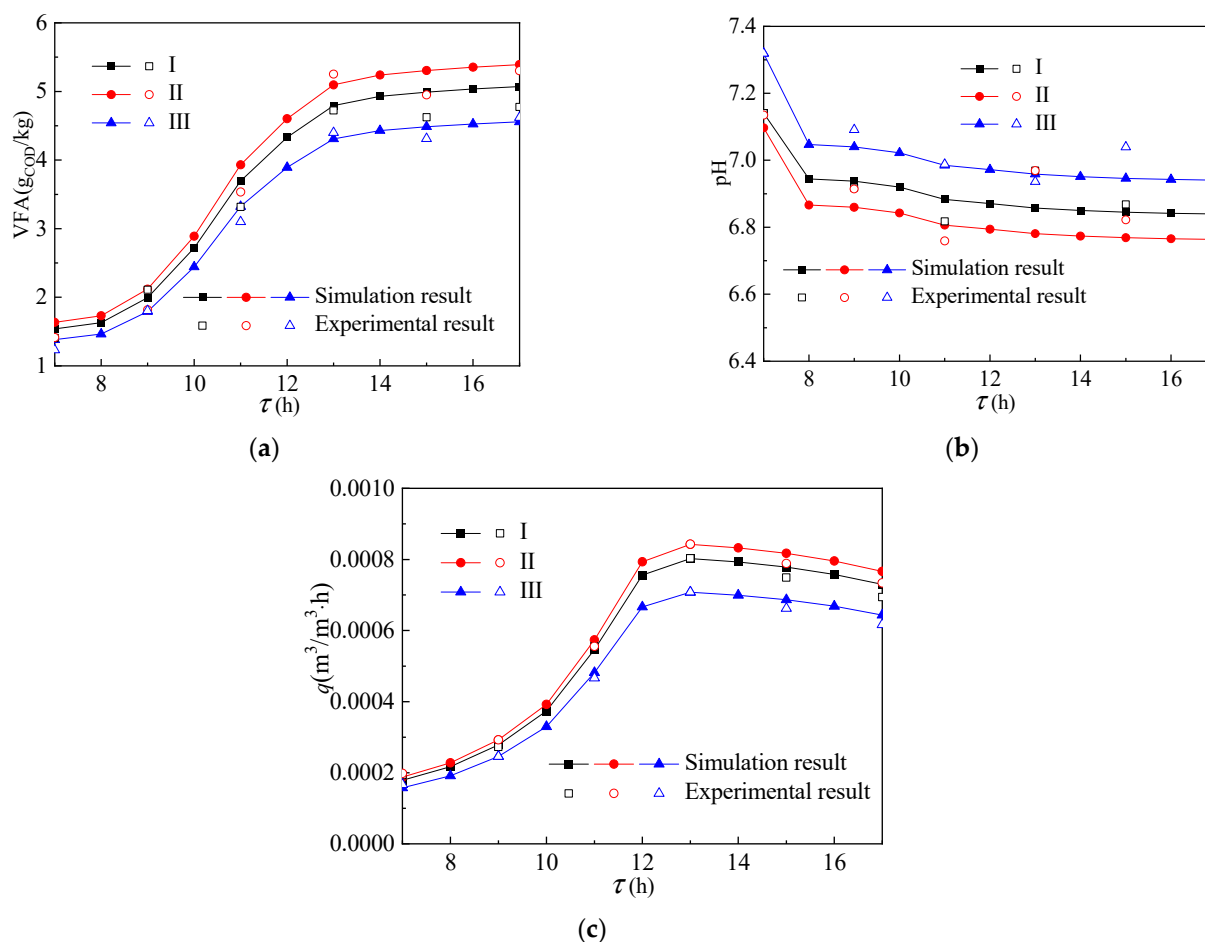 6
5
4
3
2
1
VFA(gCOD/kg)
I
II
III
Simulation result
Experimental result
8 10 12 14 16
τ (h)
(a)
7.4
7.2
7.0
6.8
6.6
6.4
pH
I
II
III
Simulation result
Experimental result
8 10 12 14 16
τ (h)
(b)
0.0010
0.0008
0.0006
0.0004
0.0002
0.0000
q(m³/m³·h)
I
II
III
Simulation result
Experimental result
8 10 12 14 16
τ (h)
(c)